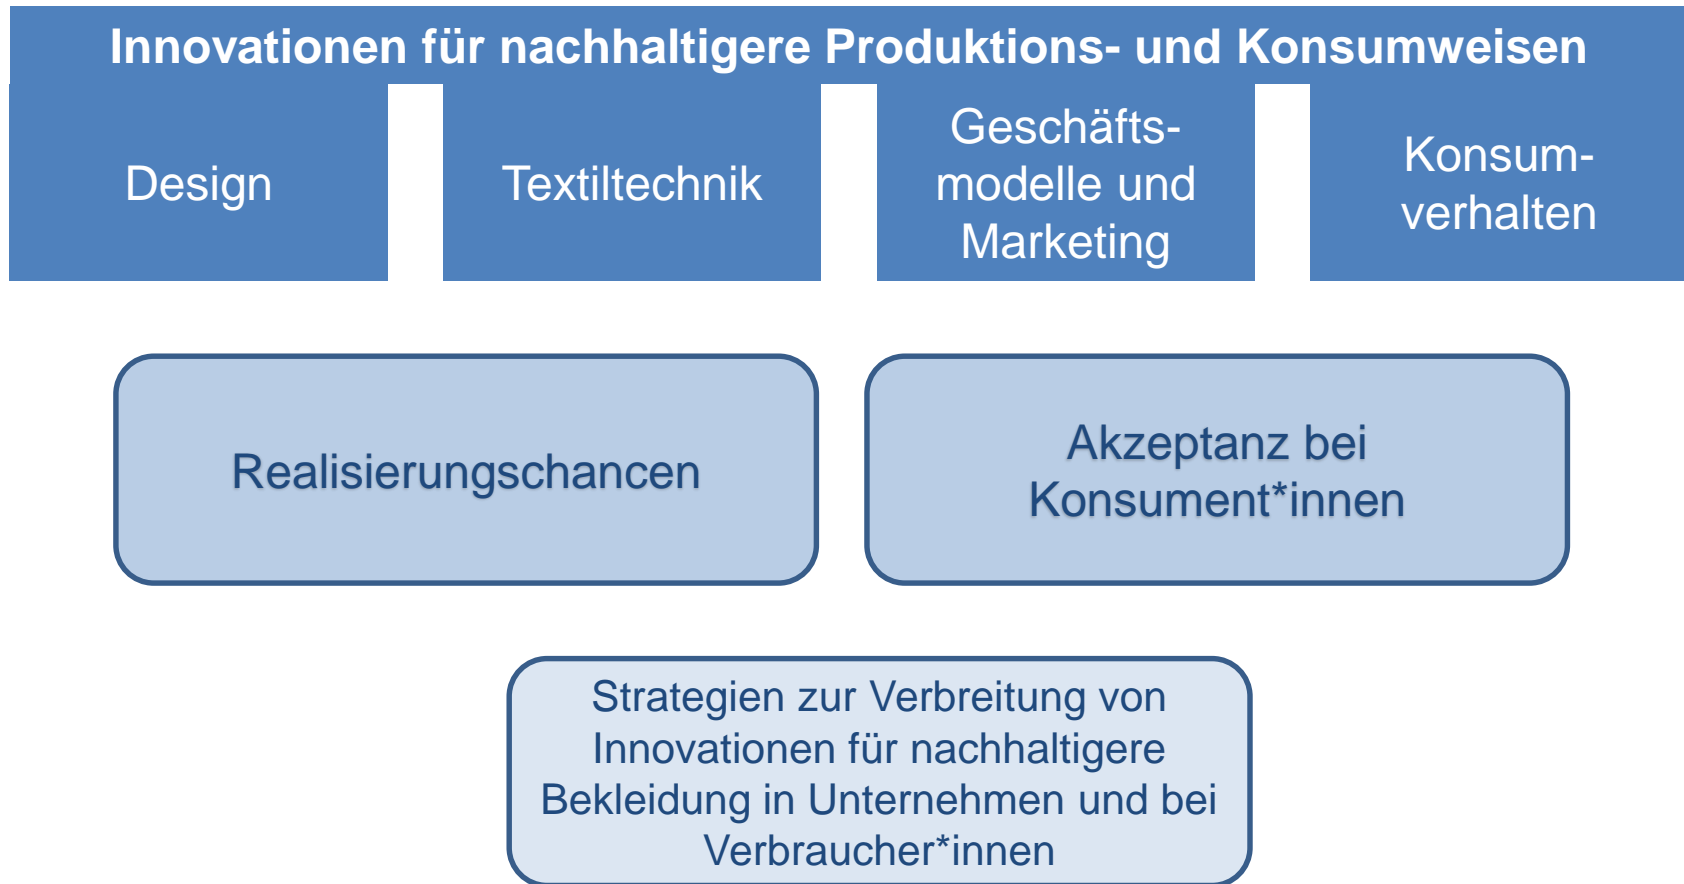 Innovationen für nachhaltigere Produktions- und Konsumweisen
Design
Textiltechnik
Geschäfts-
modelle und
Marketing
Konsum-
verhalten
Realisierungschancen
Akzeptanz bei
Konsument*innen
Strategien zur Verbreitung von
Innovationen für nachhaltigere
Bekleidung in Unternehmen und bei
Verbraucher*innen